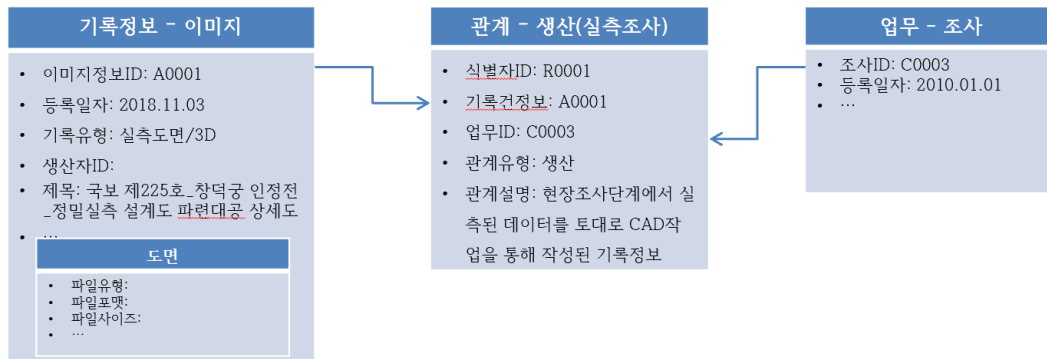 기록정보 - 이미지
• 이미지정보ID: A0001
• 등록일자: 2018.11.03
• 기록유형: 실측도면/3D
• 생산자ID:
• 제목: 국보 제225호_창덕궁 인정전
_정밀실측 설계도 파련대공 상세도
• …
도면
• 파일유형:
• 파일포맷:
• 파일사이즈:
• …
관계 - 생산(실측조사)
• 식별자ID: R0001
• 기록건정보: A0001
• 업무ID: C0003
• 관계유형: 생산
• 관계설명: 현장조사단계에서 실
측된 데이터를 토대로 CAD작
업을 통해 작성된 기록정보
업무 - 조사
• 조사ID: C0003
• 등록일자: 2010.01.01
• …